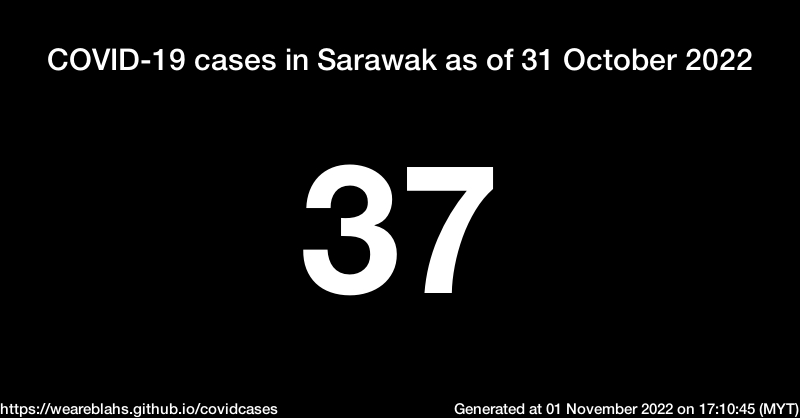 COVID-19 cases in Sarawak as of 31 October 2022
37
https://weareblahs.github.io/covidcases
Generated at 01 November 2022 on 17:10:45 (MYT)